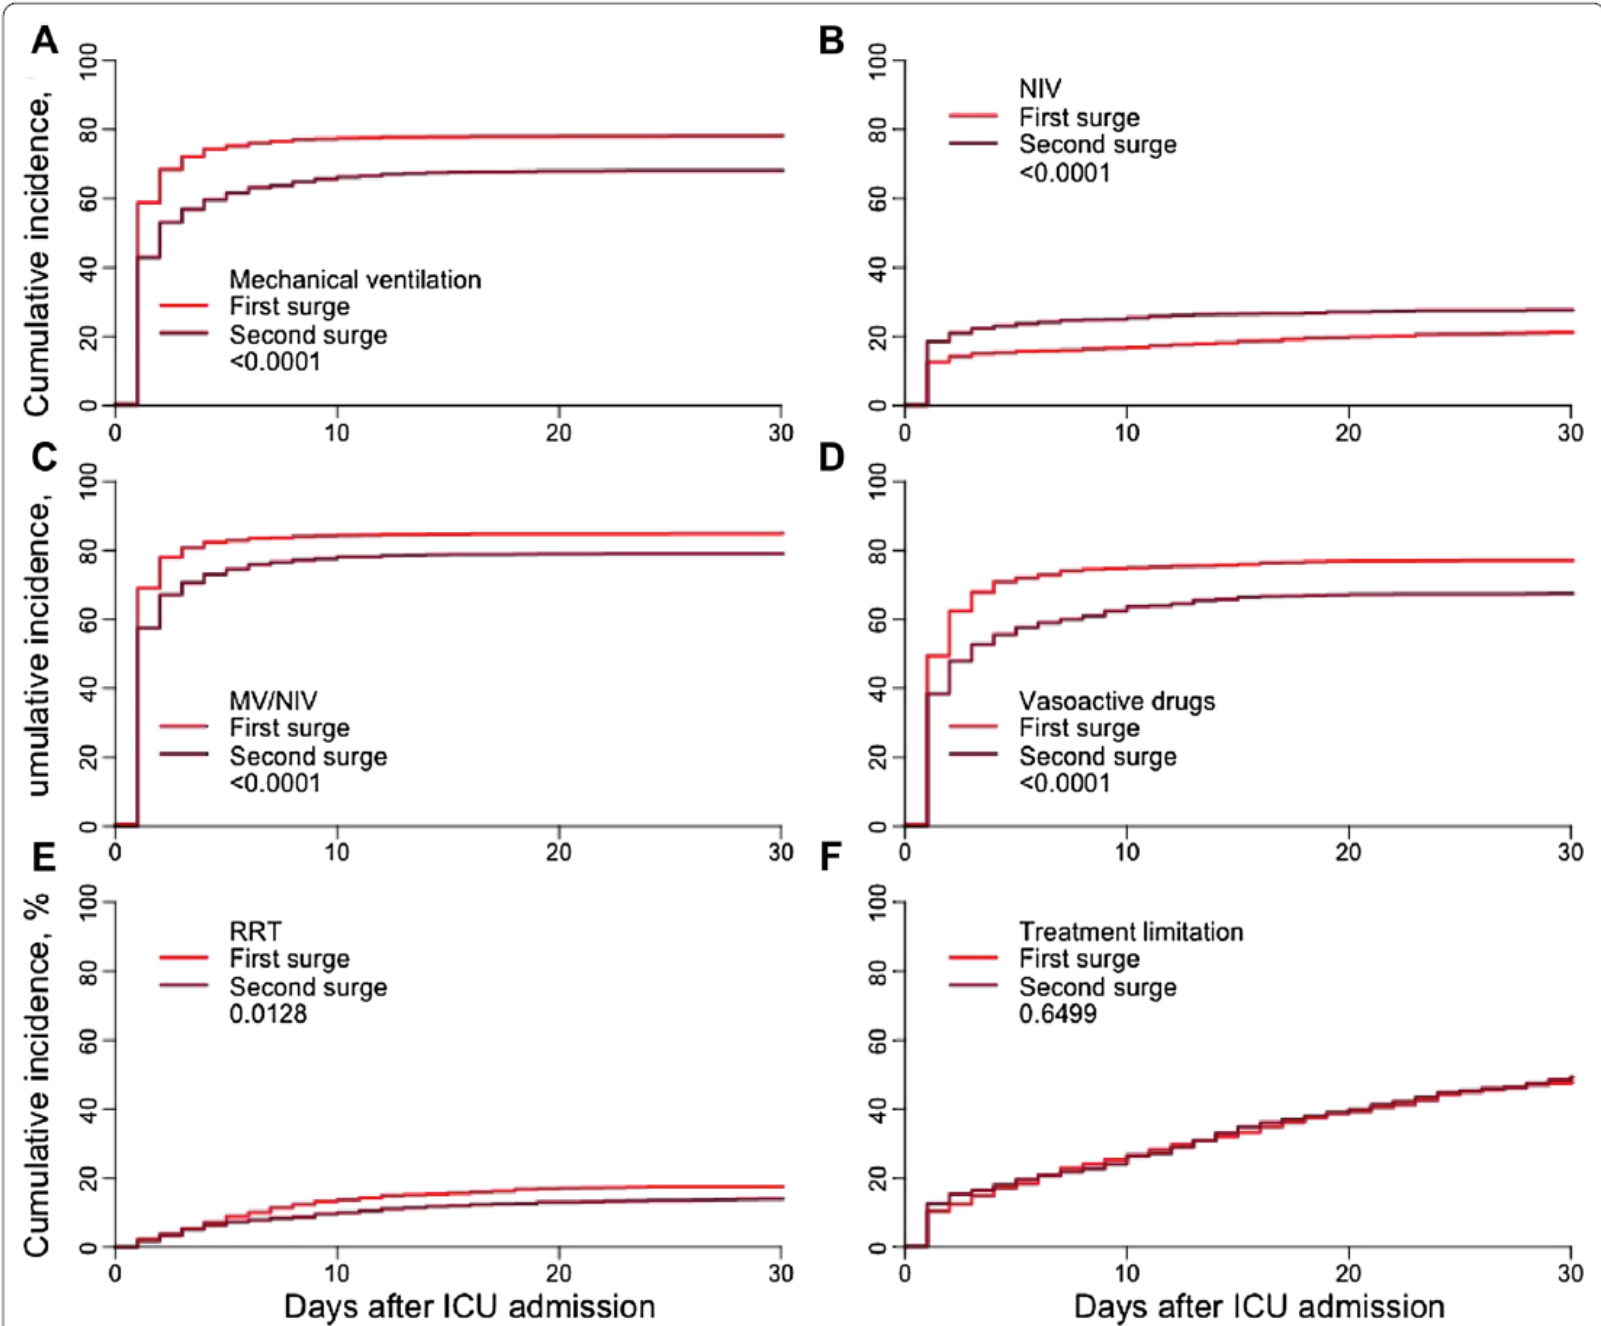 A
Cumulative incidence,
100
80
60
40
20
0
Mechanical ventilation
First surge
Second surge
<0.0001
0 10 20 30
B
100
80
60
40
20
0
NIV
First surge
Second surge
<0.0001
0 10 20 30
C
umulative incidence,
100
80
60
40
20
0
MV/NIV
First surge
Second surge
<0.0001
0 10 20 30
D
100
80
60
40
20
0
Vasoactive drugs
First surge
Second surge
<0.0001
0 10 20 30
E
Cumulative incidence, %
100
80
60
40
20
0
RRT
First surge
Second surge
0.0128
0 10 20 30
Days after ICU admission
F
100
80
60
40
20
0
Treatment limitation
First surge
Second surge
0.6499
0 10 20 30
Days after ICU admission